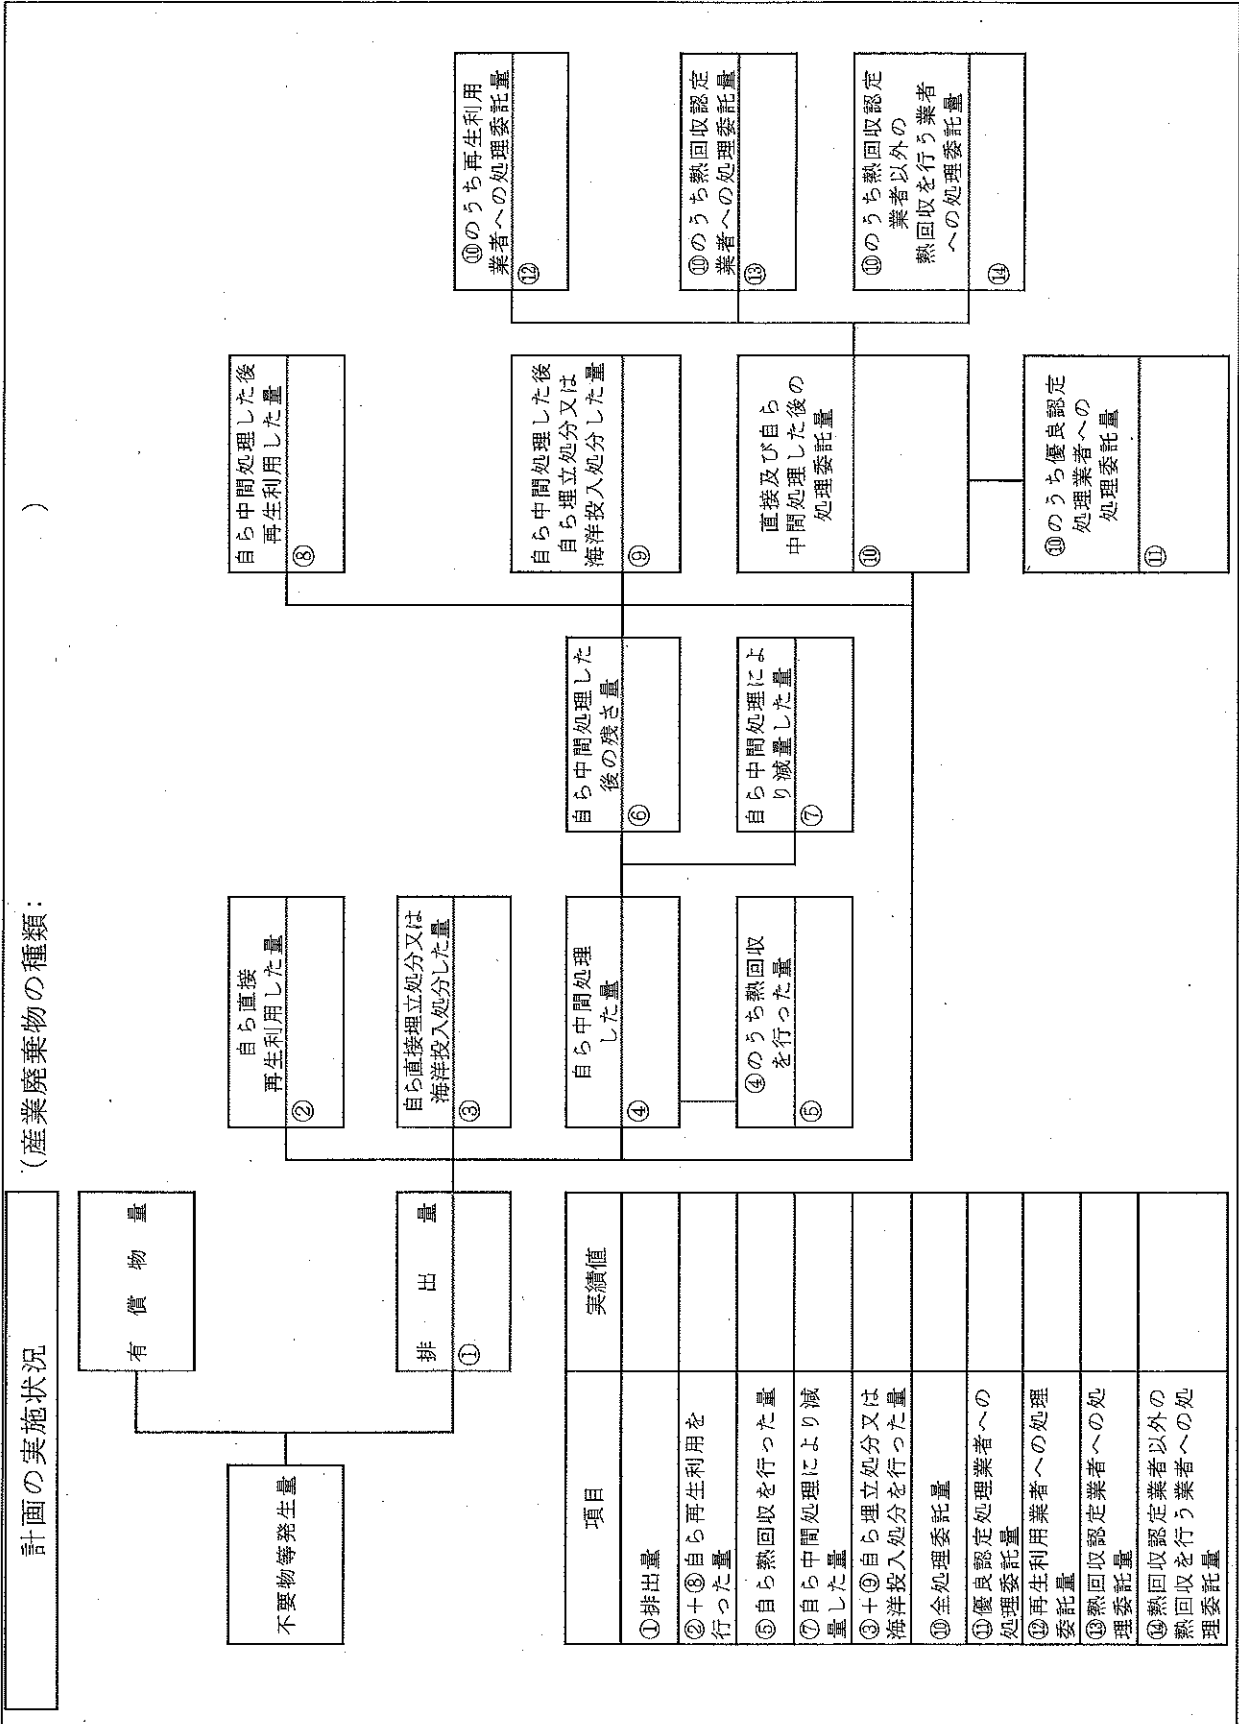 計画の実施状況
（産業廃棄物の種類：　　　）
不要物等発生量
有償物量
排出量
①
自ら直接
再生利用した量
②
自ら直接埋立処分又は
海洋投入処分した量
③
自ら中間処理
した量
④
④のうち熱回収
を行った量
⑤
自ら中間処理した
後の残さ量
⑥
自ら中間処理によ
り減量した量
⑦
自ら中間処理した後
再生利用した量
⑧
自ら中間処理した後
自ら埋立処分又は
海洋投入処分した量
⑨
直接及び自ら
中間処理した後の
処理委託量
⑩
⑩のうち優良認定
処理業者への
処理委託量
⑪
⑩のうち再生利用
業者への処理委託量
⑫
⑩のうち熱回収認定
業者への処理委託量
⑬
⑩のうち熱回収認定
業者以外の
熱回収を行う業者
への処理委託量
⑭
項目
実績値
①排出量
②＋⑧自ら再生利用を
行った量
⑤自ら熱回収を行った量
⑦自ら中間処理により減
量した量
③＋⑨自ら埋立処分又は
海洋投入処分を行った量
⑩全処理委託量
⑪優良認定処理業者への
処理委託量
⑫再生利用業者への処理
委託量
⑬熱回収認定業者への処
理委託量
⑭熱回収認定業者以外の
熱回収を行う業者への処
理委託量